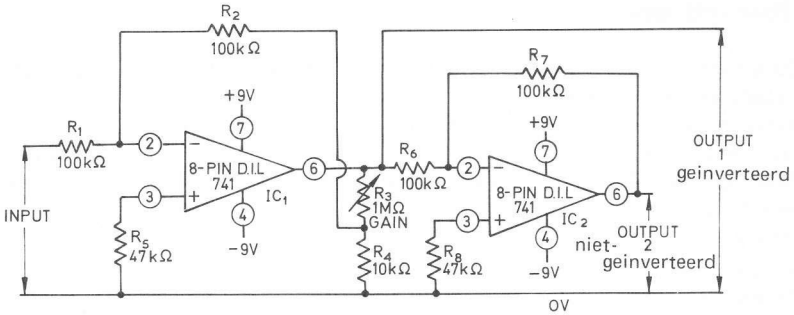 R2
100kΩ
R7
100kΩ
+9V
7
R1
100kΩ
2
−
8-PIN D.I.L
741
6
3
+
IC1
4
−9V
INPUT
R5
47kΩ
R3
1MΩ
GAIN
R4
10kΩ
R6
100kΩ
+9V
7
2
−
8-PIN D.I.L
741
6
3
+
IC2
4
−9V
R8
47kΩ
OUTPUT
1
geinverteerd
OUTPUT
2
niet-
geinverteerd
0V